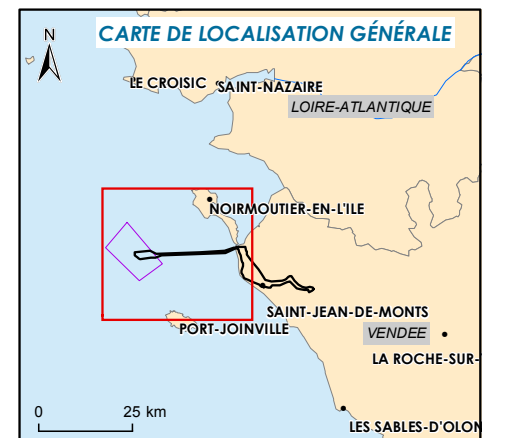 N
CARTE DE LOCALISATION GÉNÉRALE
LE CROISIC
SAINT-NAZAIRE
LOIRE-ATLANTIQUE
NOIRMOUTIER-EN-L'ILE
SAINT-JEAN-DE-MONTS
PORT-JOINVILLE
VENDEE
LA ROCHE-SUR-
0 25 km
LES SABLES-D'OLON